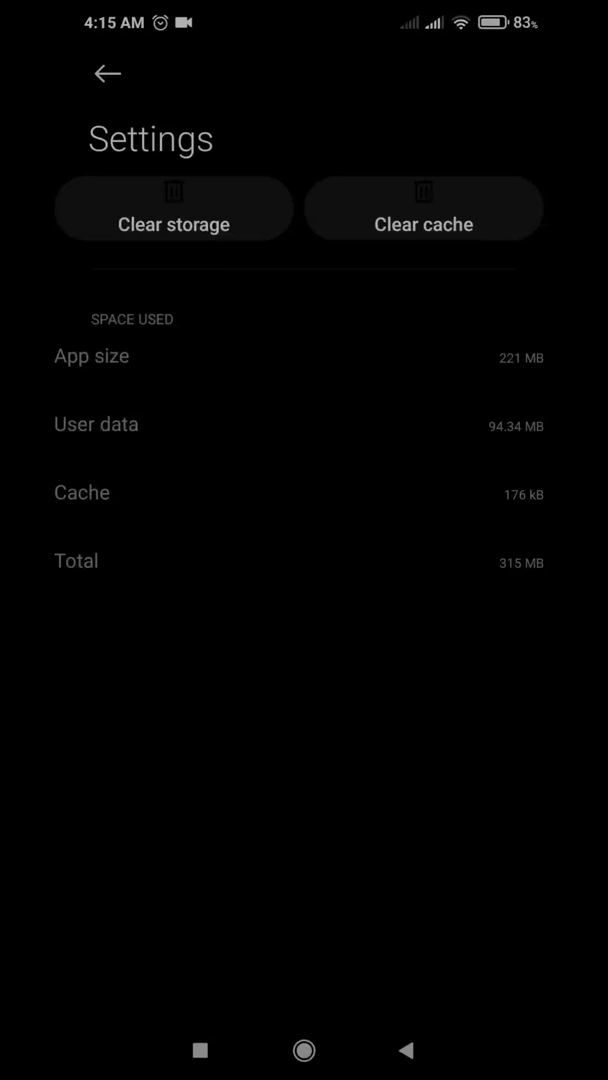 4:15 AM 83%
Settings
Clear storage Clear cache
SPACE USED
App size 221 MB
User data 94.34 MB
Cache 176 kB
Total 315 MB